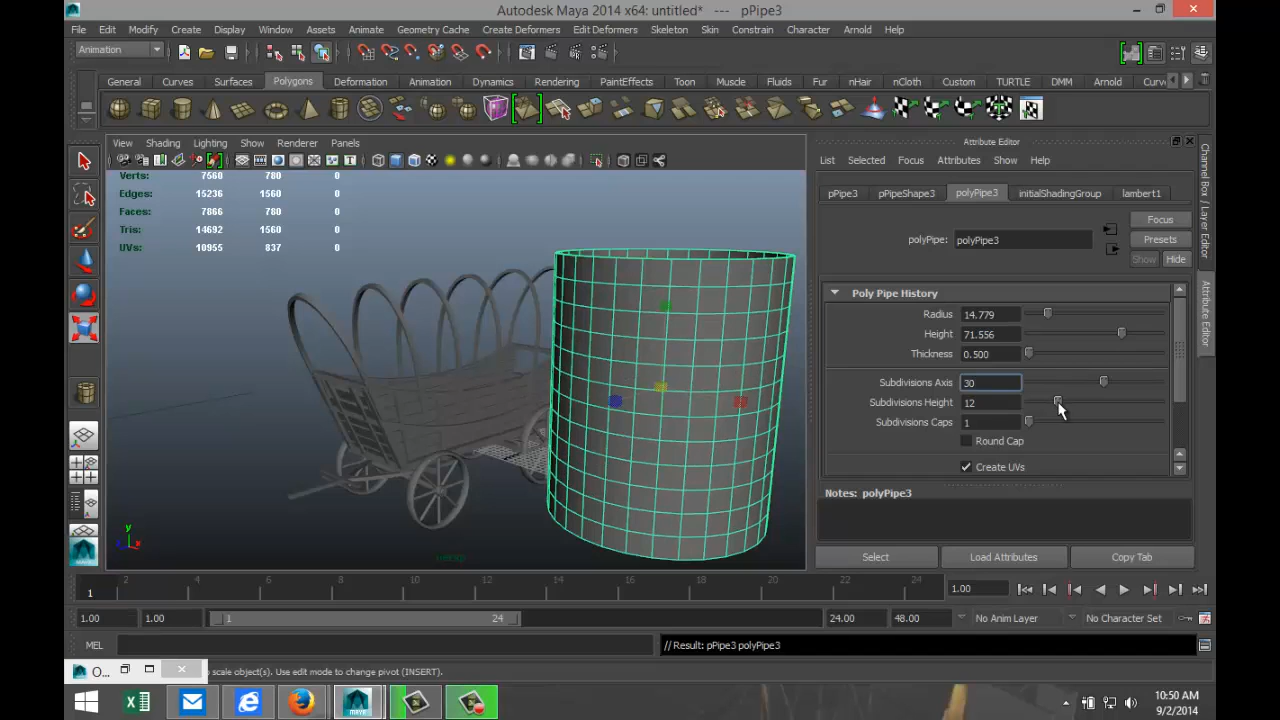 Autodesk Maya 2014 x64: untitled* --- pPipe3
File Edit Modify Create Display Window Assets Animate Geometry Cache Create Deformers Edit Deformers Skeleton Skin Constrain Character Arnold Help
Animation
General Curves Surfaces Polygons Deformation Animation Dynamics Rendering PaintEffects Toon Muscle Fluids Fur nHair nCloth Custom TURTLE DMM Arnold Curv
View Shading Lighting Show Renderer Panels
Verts: 7560 780 0
Edges: 15236 1560 0
Faces: 7866 780 0
Tris: 14692 1560 0
UVs: 10955 837 0
persp
y
x
Attribute Editor
List Selected Focus Attributes Show Help
pPipe3 pPipeShape3 polyPipe3 initialShadingGroup lambert1
Focus
polyPipe: polyPipe3
Presets
Show Hide
Poly Pipe History
Radius 14.779
Height 71.556
Thickness 0.500
Subdivisions Axis 30
Subdivisions Height 12
Subdivisions Caps 1
Round Cap
Create UVs
Notes: polyPipe3
Select Load Attributes Copy Tab
Channel Box / Layer Editor
Attribute Editor
2 4 6 8 10 12 14 16 18 20 22 24
1
1.00
1.00 1.00 1 24 24.00 48.00 No Anim Layer No Character Set
MEL // Result: pPipe3 polyPipe3
O...
scale object(s). Use edit mode to change pivot (INSERT).
10:50 AM
9/2/2014